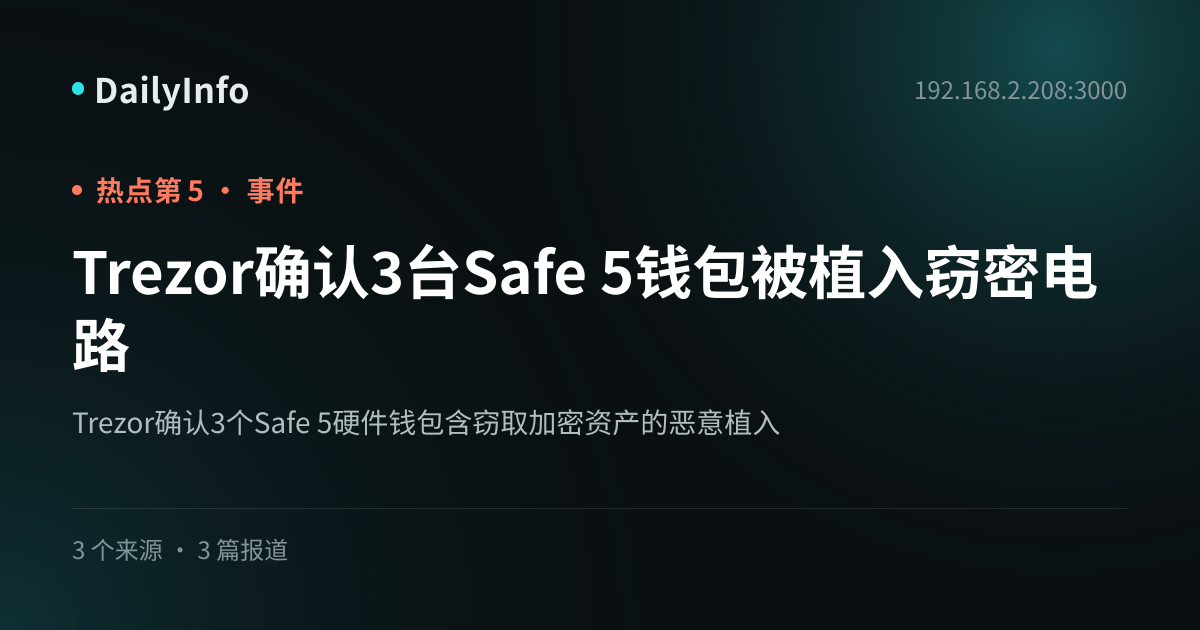 DailyInfo
192.168.2.208:3000
热点第 5 · 事件
Trezor确认3台Safe 5钱包被植入窃密电
路
Trezor确认3个Safe 5硬件钱包含窃取加密资产的恶意植入
3 个来源 · 3 篇报道